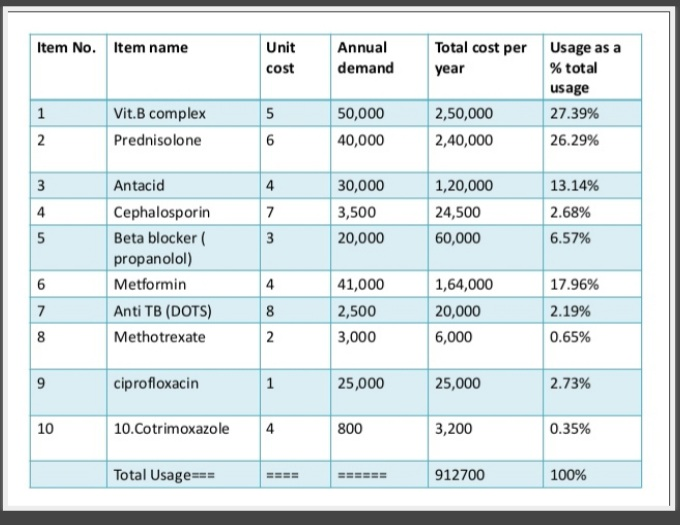 Item No. Item name Unit cost Annual demand Total cost per year Usage as a % total usage
1 Vit.B complex 5 50,000 2,50,000 27.39%
2 Prednisolone 6 40,000 2,40,000 26.29%
3 Antacid 4 30,000 1,20,000 13.14%
4 Cephalosporin 7 3,500 24,500 2.68%
5 Beta blocker ( propanolol) 3 20,000 60,000 6.57%
6 Metformin 4 41,000 1,64,000 17.96%
7 Anti TB (DOTS) 8 2,500 20,000 2.19%
8 Methotrexate 2 3,000 6,000 0.65%
9 ciprofloxacin 1 25,000 25,000 2.73%
10 10.Cotrimoxazole 4 800 3,200 0.35%
Total Usage=== ==== ====== 912700 100%